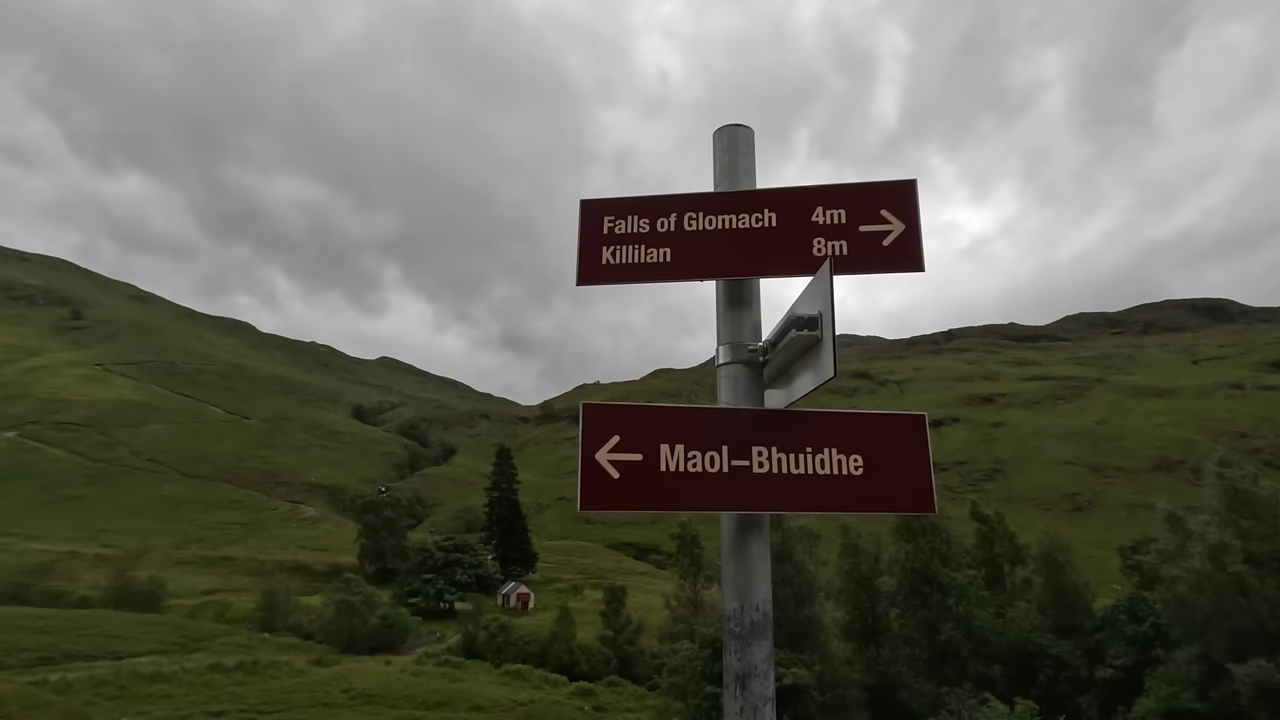 Falls of Glomach 4m →
Killilan 8m
← Maol-Bhuidhe